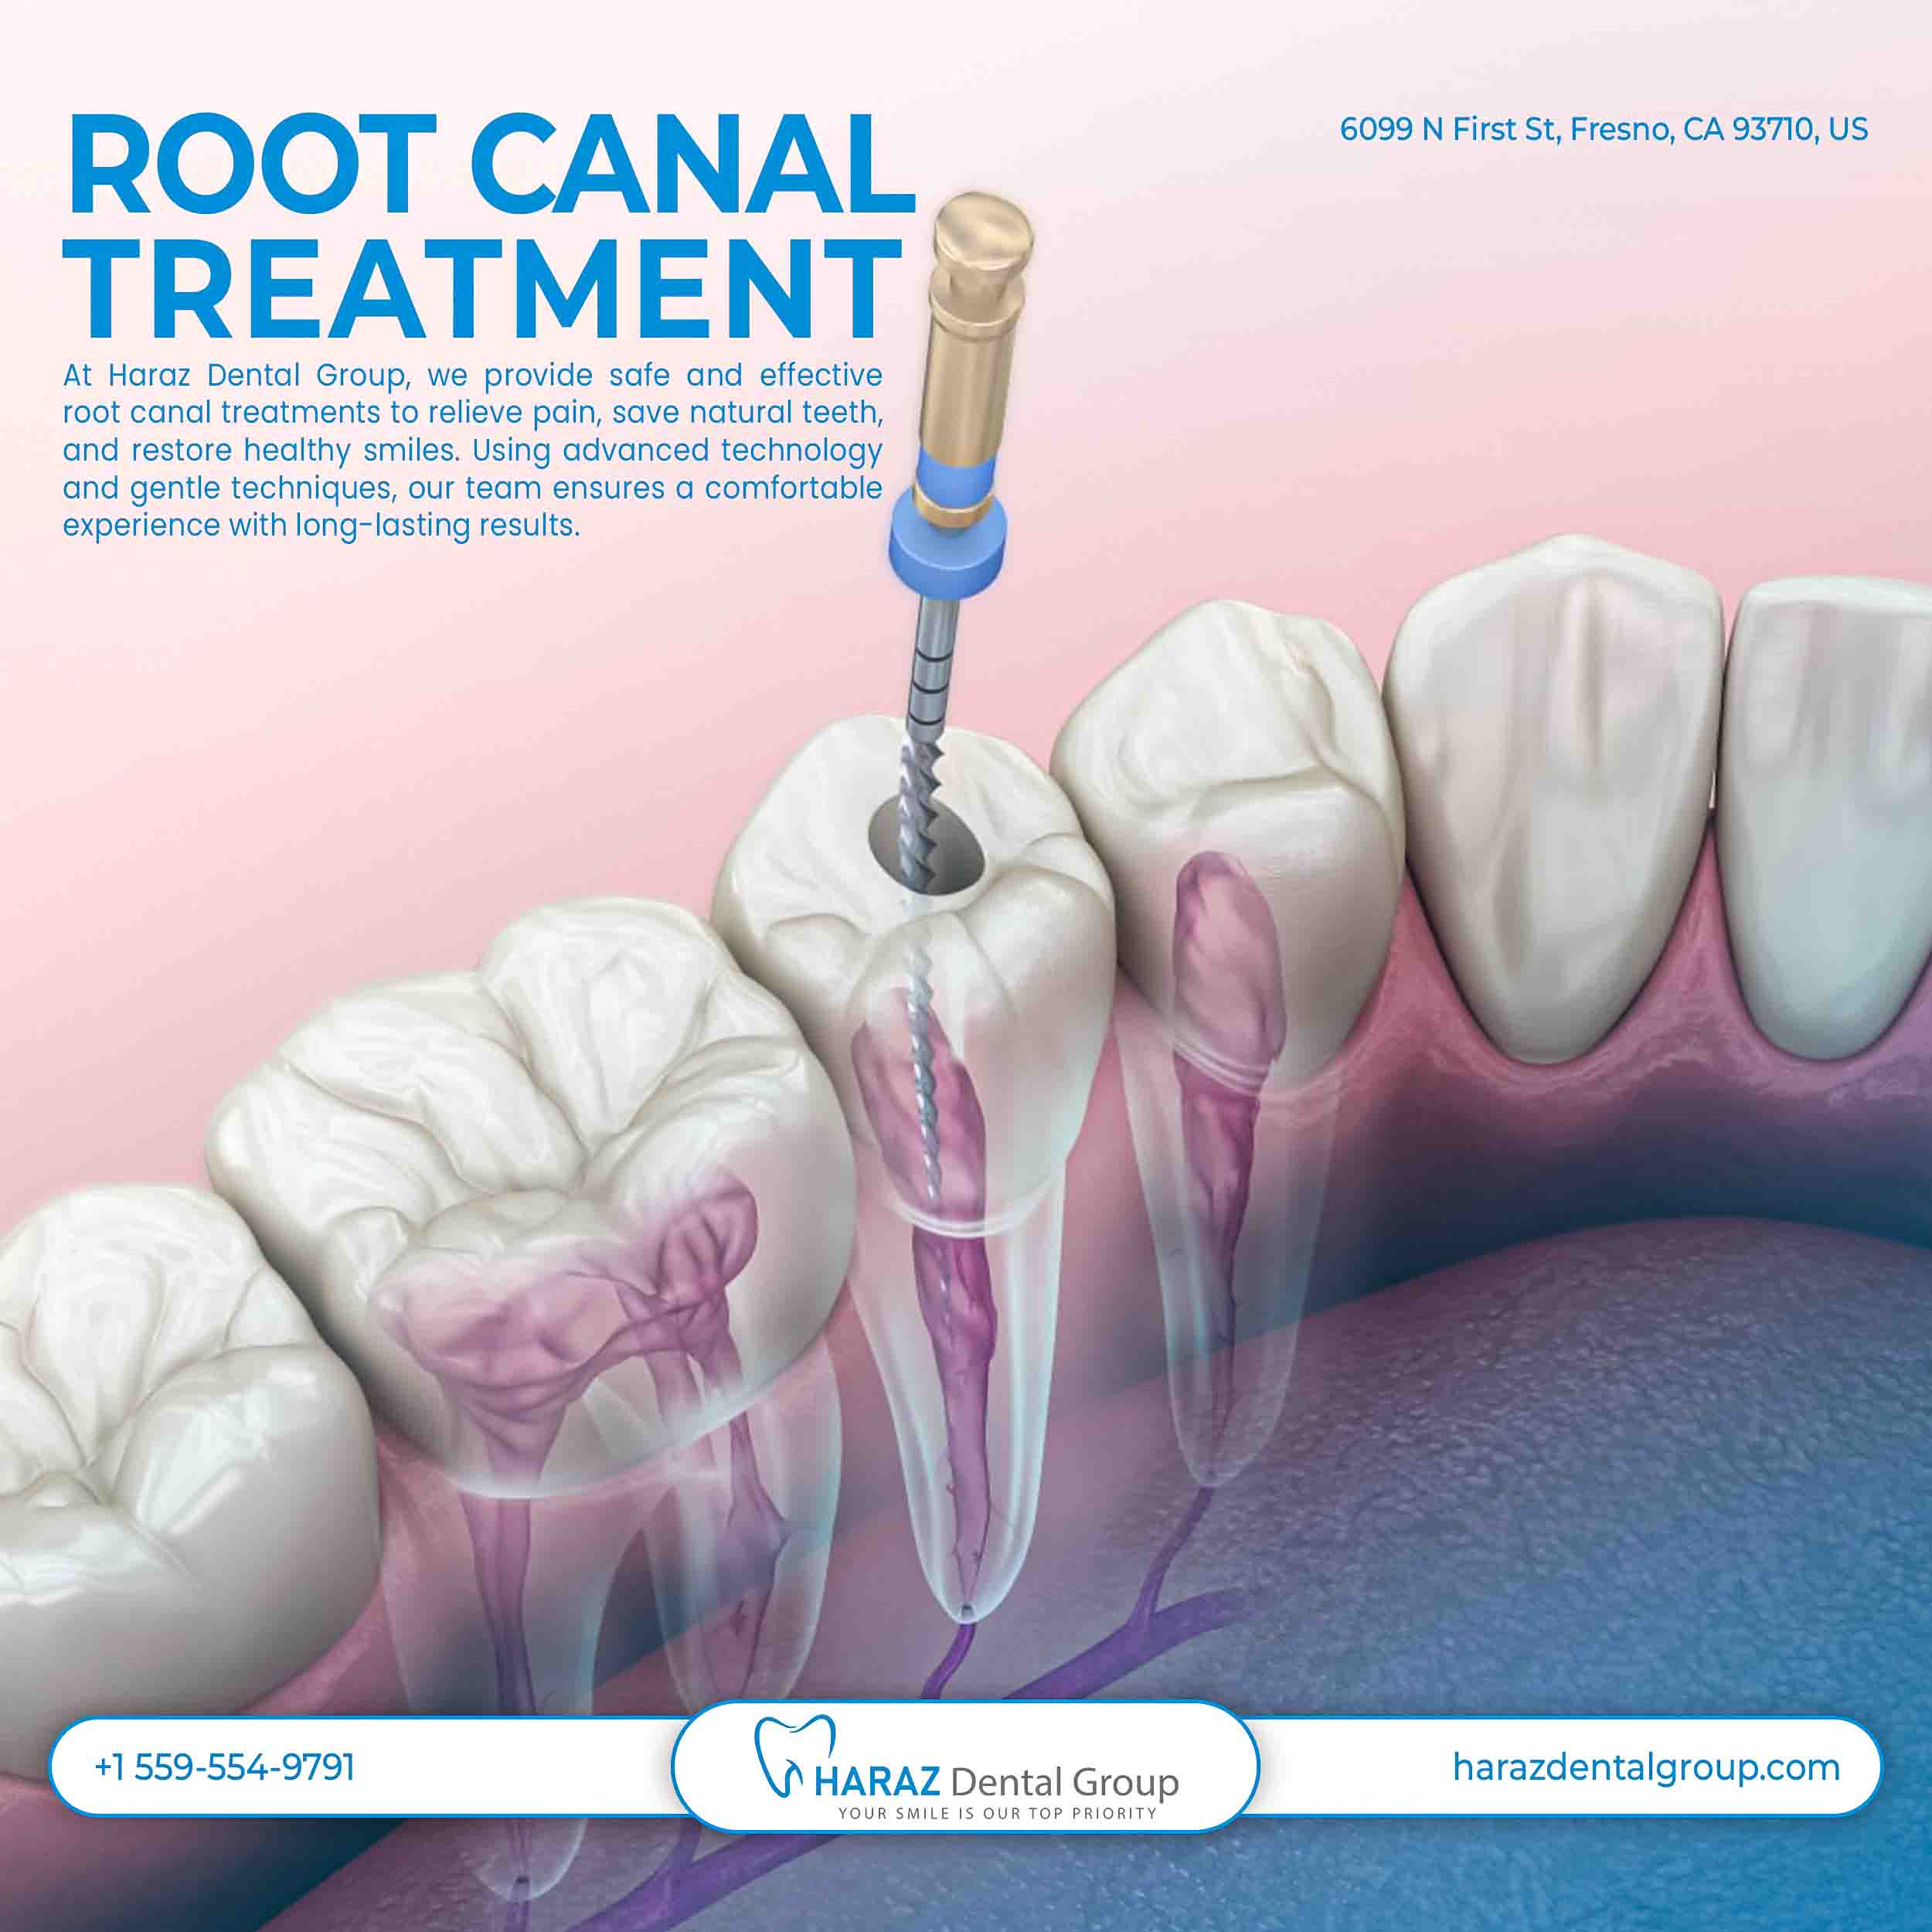 ROOT CANAL
TREATMENT
6099 N First St, Fresno, CA 93710, US
At Haraz Dental Group, we provide safe and effective
root canal treatments to relieve pain, save natural teeth,
and restore healthy smiles. Using advanced technology
and gentle techniques, our team ensures a comfortable
experience with long-lasting results.
+1 559-554-9791
HARAZ Dental Group
YOUR SMILE IS OUR TOP PRIORITY
harazdentalgroup.com